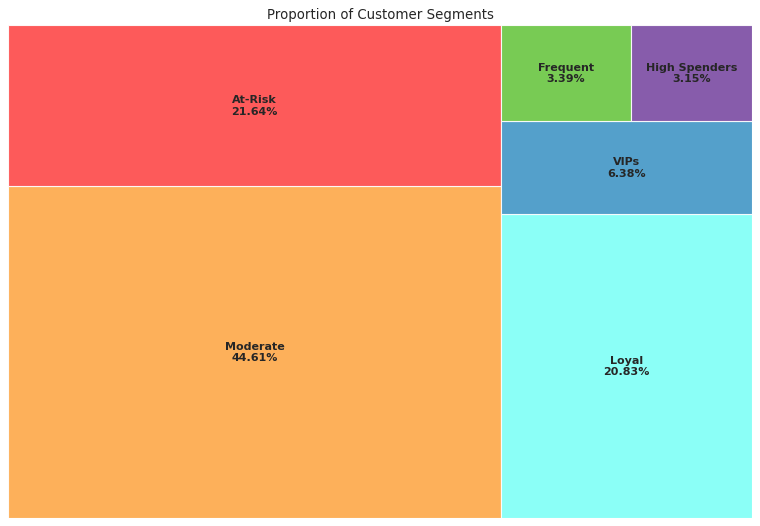 Proportion of Customer Segments
At-Risk
21.64%
Frequent
3.39%
High Spenders
3.15%
VIPs
6.38%
Moderate
44.61%
Loyal
20.83%